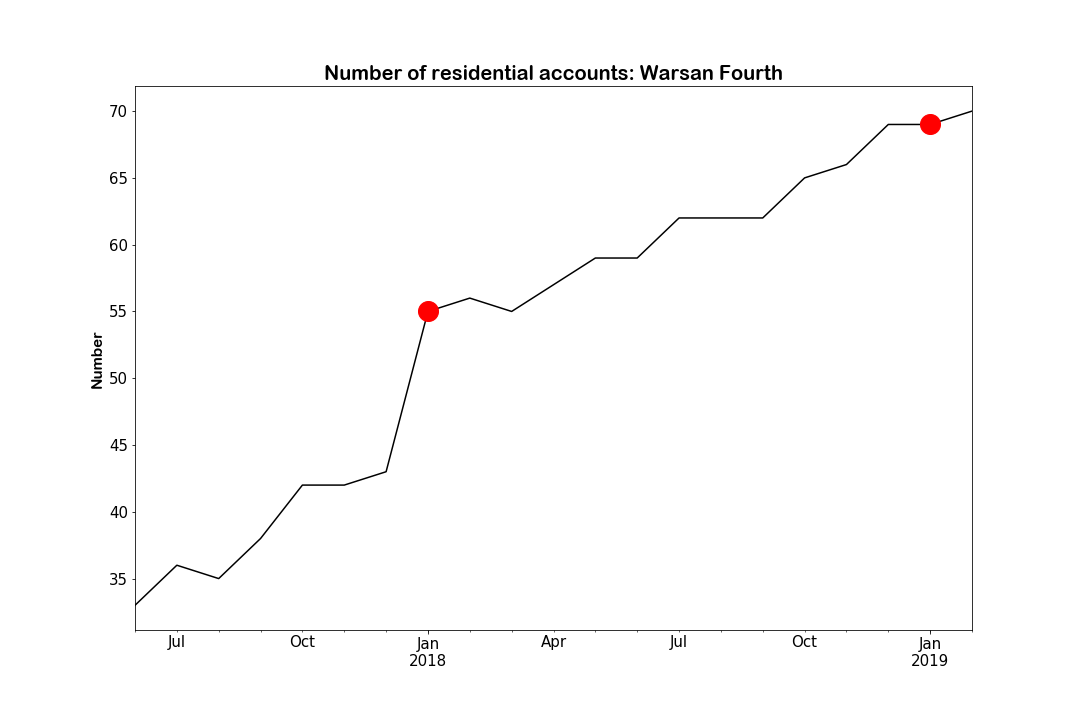 Number of residential accounts: Warsan Fourth
Number
70
65
60
55
50
45
40
35
Jul
Oct
Jan
2018
Apr
Jul
Oct
Jan
2019